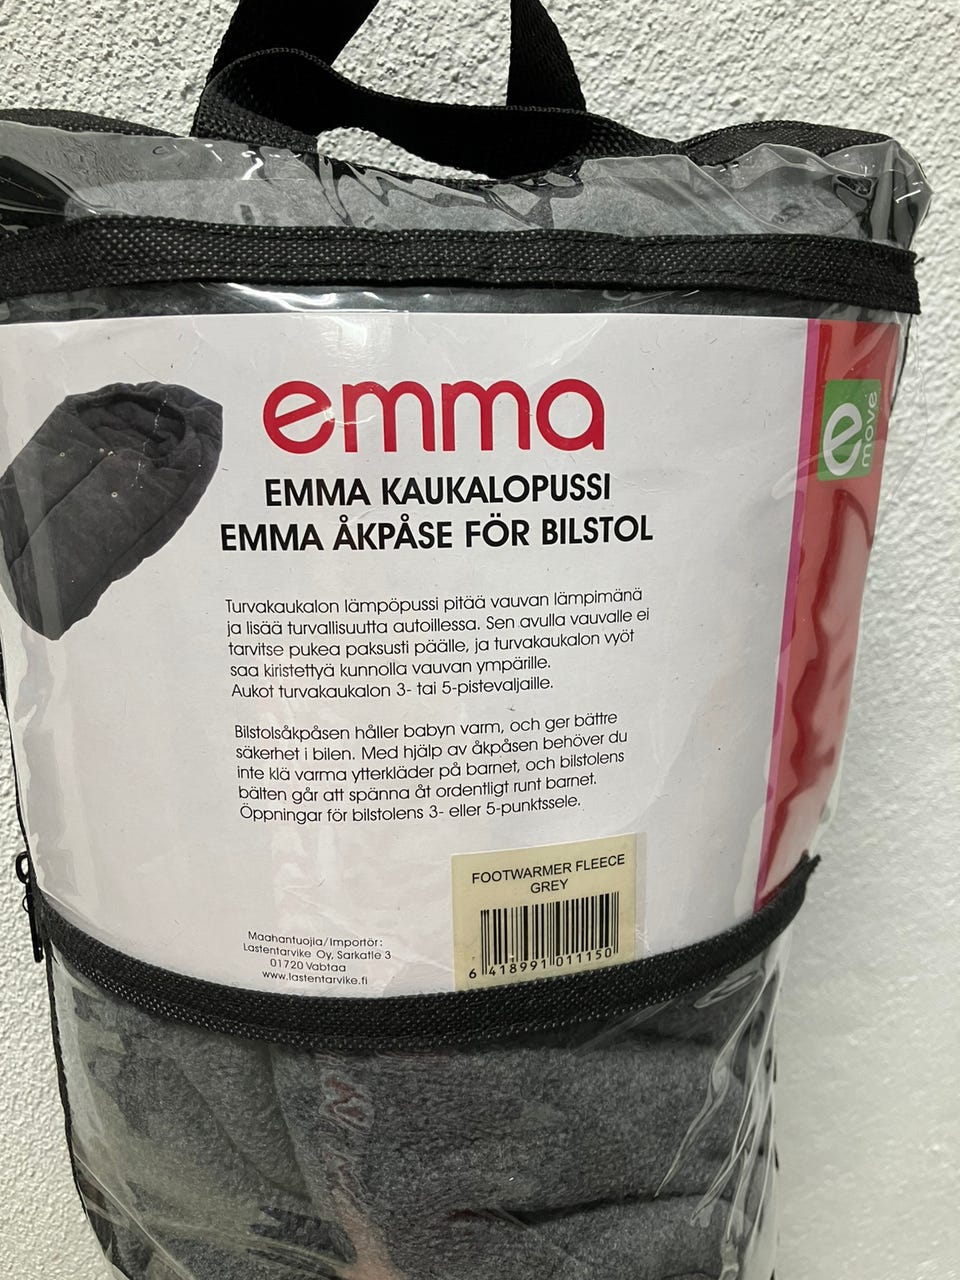 emma
EMMA KAUKALOPUSSI
EMMA ÅKPÅSE FÖR BILSTOL
e move
Turvakaukalon lämpöpussi pitää vauvan lämpimänä
ja lisää turvallisuutta autoillessa. Sen avulla vauvalle ei
tarvitse pukea paksusti päälle, ja turvakaukalon vyöt
saa kiristettyä kunnolla vauvan ympärille.
Aukot turvakaukalon 3- tai 5-pistevaljaille.
Bilstolsåkpåsen håller babyn varm, och ger bättre
säkerhet i bilen. Med hjälp av åkpåsen behöver du
inte klä varma ytterkläder på barnet, och bilstolens
bälten går att spänna åt ordentligt runt barnet.
Öppningar för bilstolens 3- eller 5-punktssele.
FOOTWARMER FLEECE
GREY
6 418991 011150
Maahantuojia/Importör:
Lastentarvike Oy, Sarkatie 3
01720 Vabtaa
www.lastentarvike.fi